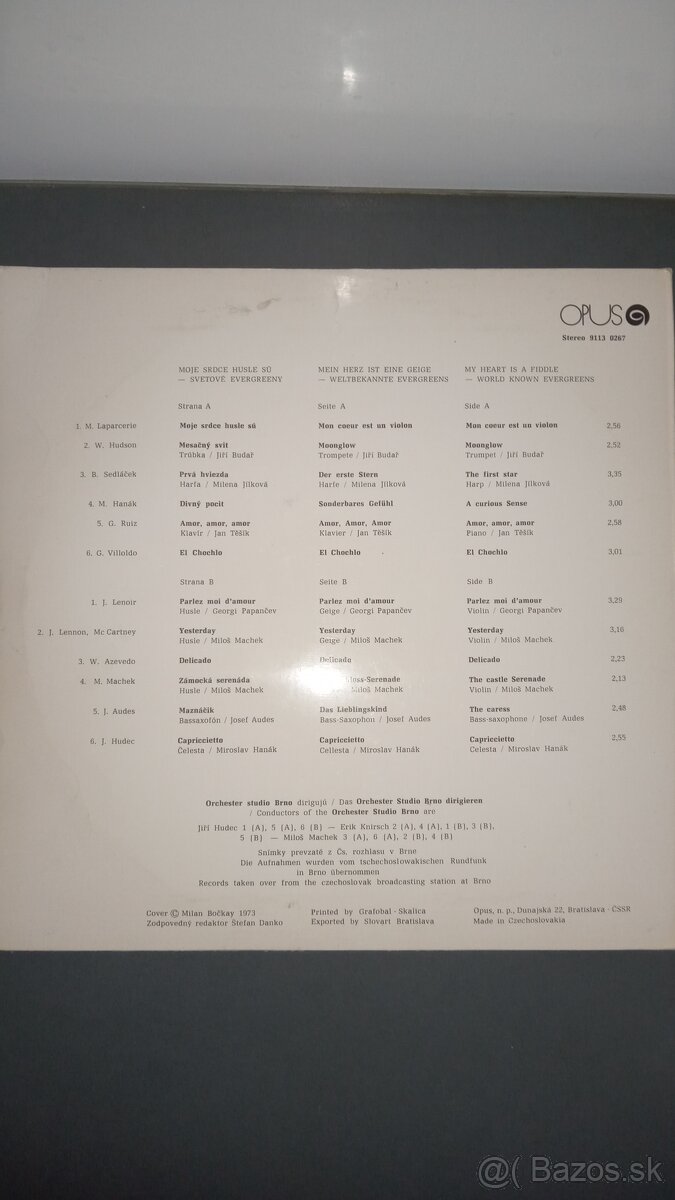 OPUS
Stereo 9113 0267
MOJE SRDCE HUSLE SÚ MEIN HERZ IST EINE GEIGE MY HEART IS A FIDDLE
— SVETOVÉ EVERGREENY — WELTBEKANNTE EVERGREENS — WORLD KNOWN EVERGREENS
Strana A Seite A Side A
1. M. Laparcerie Moje srdce husle sú Mon coeur est un violon Mon coeur est un violon 2,56
2. W. Hudson Mesačný svit Moonglow Moonglow 2,52
Trúbka / Jiří Budař Trompete / Jiří Budař Trumpet / Jiří Budař
3. B. Sedláček Prvá hviezda Der erste Stern The first star 3,35
Harfa / Milena Jílková Harfe / Milena Jílková Harp / Milena Jílková
4. M. Hanák Divný pocit Sonderbares Gefühl A curious Sense 3,00
5. G. Ruiz Amor, amor, amor Amor, Amor, Amor Amor, amor, amor 2,58
Klavír / Jan Těšík Klavier / Jan Těšík Piano / Jan Těšík
6. G. Villoldo El Chochlo El Chochlo El Chochlo 3,01
Strana B Seite B Side B
1. J. Lenoir Parlez moi d'amour Parlez moi d'amour Parlez moi d'amour 3,29
Husle / Georgi Papančev Geige / Georgi Papančev Violin / Georgi Papančev
2. J. Lennon, Mc Cartney Yesterday Yesterday Yesterday 3,16
Husle / Miloš Machek Geige / Miloš Machek Violin / Miloš Machek
3. W. Azevedo Delicado Delicado Delicado 2,23
4. M. Machek Zámocká serenáda The castle Serenade 2,13
Husle / Miloš Machek Miloš Machek Violin / Miloš Machek
5. J. Audes Maznáčik Das Lieblingskind The caress 2,48
Bassaxofón / Josef Audes Bass-Saxophon / Josef Audes Bass-saxophone / Josef Audes
6. J. Hudec Capriccietto Capriccietto Capriccietto 2,55
Čelesta / Miroslav Hanák Cellesta / Miroslav Hanák Celesta / Miroslav Hanák
Orchester studio Brno dirigujú / Das Orchester Studio Brno dirigieren
/ Conductors of the Orchester Studio Brno are
Jiří Hudec 1 (A), 5 (A), 6 (B) — Erik Knirsch 2 (A), 4 (A), 1 (B), 3 (B),
5 (B) — Miloš Machek 3 (A), 6 (A), 2 (B), 4 (B)
Snímky prevzaté z Čs. rozhlasu v Brne
Die Aufnahmen wurden vom tschechoslowakischen Rundfunk
in Brno übernommen
Records taken over from the czechoslovak broadcasting station at Brno
Cover © Milan Bočkay 1973 Printed by Grafobal - Skalica Opus, n. p., Dunajská 22, Bratislava - ČSSR
Zodpovedný redaktor Štefan Danko Exported by Slovart Bratislava Made in Czechoslovakia
@( Bazos.sk